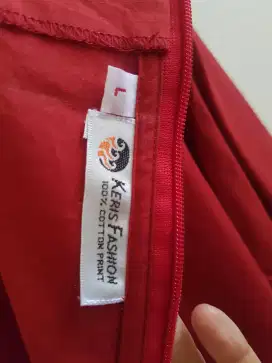 L
KERIS FASHION
100% COTTON PRINT